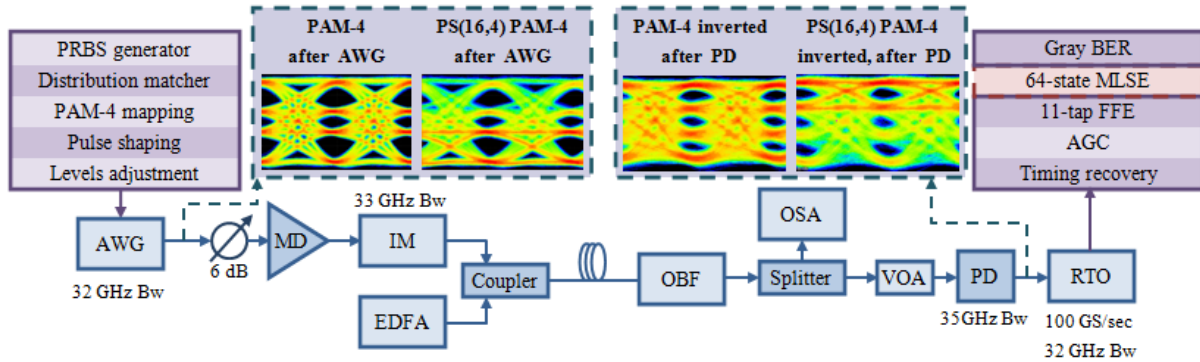 PRBS generator
Distribution matcher
PAM-4 mapping
Pulse shaping
Levels adjustment
PAM-4
after AWG
PS(16,4) PAM-4
after AWG
PAM-4 inverted
after PD
PS(16,4) PAM-4
inverted, after PD
Gray BER
64-state MLSE
11-tap FFE
AGC
Timing recovery
AWG
32 GHz Bw
6 dB
MD
33 GHz Bw
IM
EDFA
Coupler
OBF
OSA
Splitter
VOA
PD
35GHz Bw
RTO
100 GS/sec
32 GHz Bw